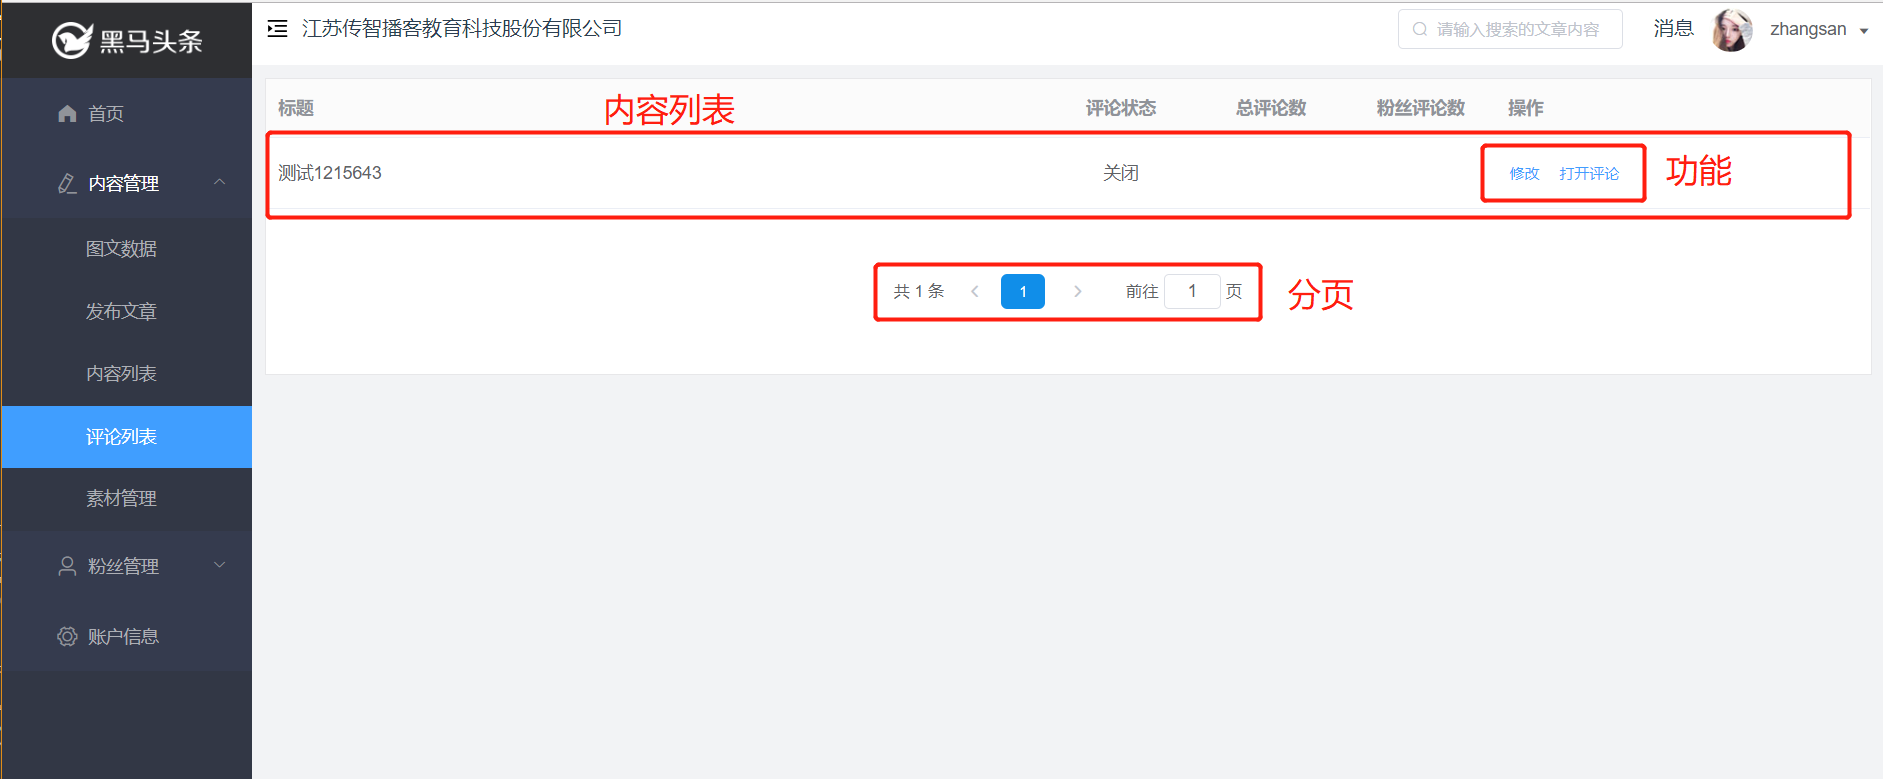 黑马头条
江苏传智播客教育科技股份有限公司
请输入搜索的文章内容
消息
zhangsan
首页
内容管理
图文数据
发布文章
内容列表
评论列表
素材管理
粉丝管理
账户信息
标题 内容列表 评论状态 总评论数 粉丝评论数 操作
测试1215643 关闭 修改 打开评论 功能
共 1 条 1 前往 1 页 分页